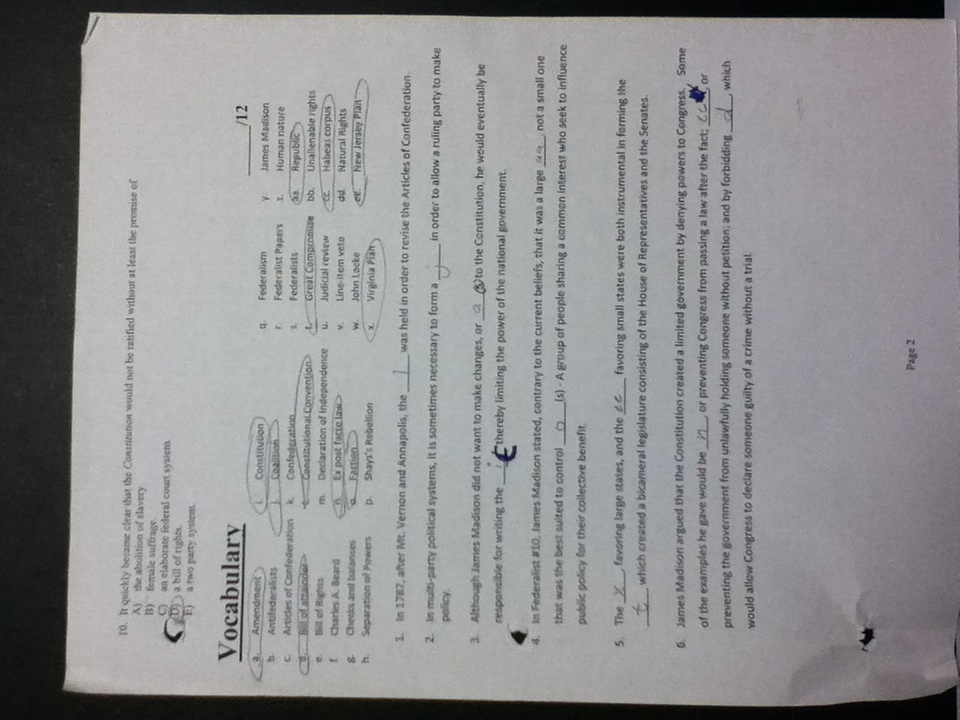 10. It quickly became clear that the Constitution would not be ratified without at least the promise of
A) the abolition of slavery.
B) female suffrage.
C) an elaborate federal court system.
D) a bill of rights.
E) a two party system.
Vocabulary
/12
a. Amendment
b. Antifederalists
c. Articles of Confederation
d. Bill of attainder
e. Bill of Rights
f. Charles A. Beard
g. Checks and balances
h. Separation of Powers
i. Constitution
j. Coalition
k. Confederation
l. Constitutional Convention
m. Declaration of Independence
n. Ex post facto law
o. Faction
p. Shays's Rebellion
q. Federalism
r. Federalist Papers
s. Federalists
t. Great Compromise
u. Judicial review
v. Line-item veto
w. John Locke
x. Virginia Plan
y. James Madison
z. Human nature
aa. Republic
bb. Unalienable rights
cc. Habeas corpus
dd. Natural Rights
ee. New Jersey Plan
1. In 1787, after Mt. Vernon and Annapolis, the l was held in order to revise the Articles of Confederation.
2. In multi-party political systems, it is sometimes necessary to form a j in order to allow a ruling party to make
policy.
3. Although James Madison did not want to make changes, or a (s) to the Constitution, he would eventually be
responsible for writing the i thereby limiting the power of the national government.
4. In Federalist #10, James Madison stated, contrary to the current beliefs, that it was a large aa, not a small one
that was the best suited to control o (s) - A group of people sharing a common interest who seek to influence
public policy for their collective benefit.
5. The x, favoring large states, and the ee favoring small states were both instrumental in forming the
t which created a bicameral legislature consisting of the House of Representatives and the Senates.
6. James Madison argued that the Constitution created a limited government by denying powers to Congress. Some
of the examples he gave would be n, or preventing Congress from passing a law after the fact; cc, or
preventing the government from unlawfully holding someone without petition; and by forbidding d, which
would allow Congress to declare someone guilty of a crime without a trial.
Page 2